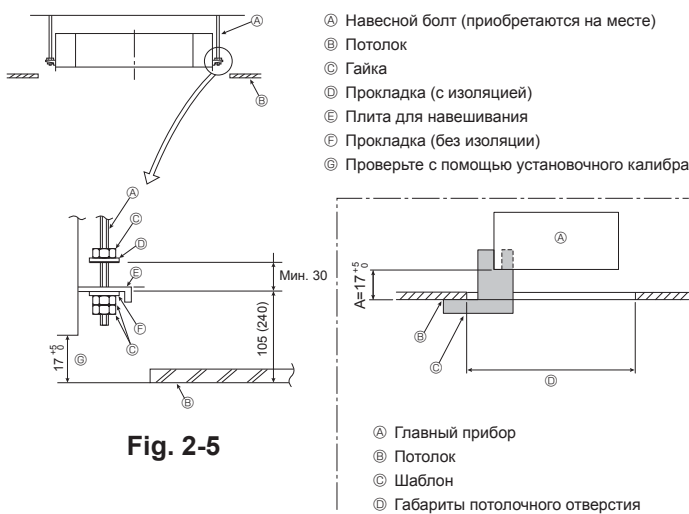 Ⓐ
Ⓑ
Ⓐ
Ⓒ
Ⓓ
Ⓔ
Мин. 30
105 (240)
Ⓕ
17 +5 0
Ⓖ
Ⓒ
Ⓑ
Fig. 2-5
Ⓐ Навесной болт (приобретаются на месте)
Ⓑ Потолок
Ⓒ Гайка
Ⓓ Прокладка (с изоляцией)
Ⓔ Плита для навешивания
Ⓕ Прокладка (без изоляции)
Ⓖ Проверьте с помощью установочного калибра
Ⓐ
A=17 +5 0
Ⓑ
Ⓒ
Ⓓ
Ⓐ Главный прибор
Ⓑ Потолок
Ⓒ Шаблон
Ⓓ Габариты потолочного отверстия